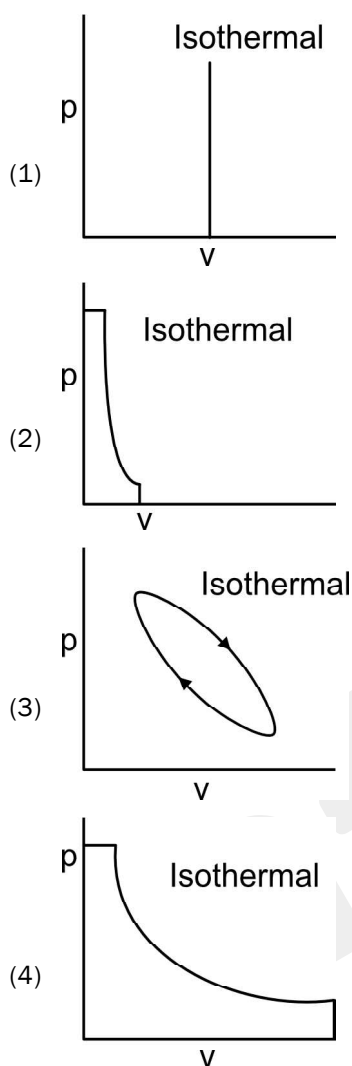 Isothermal
p
(1)
v
Isothermal
p
(2)
v
Isothermal
p
(3)
v
p
Isothermal
(4)
v